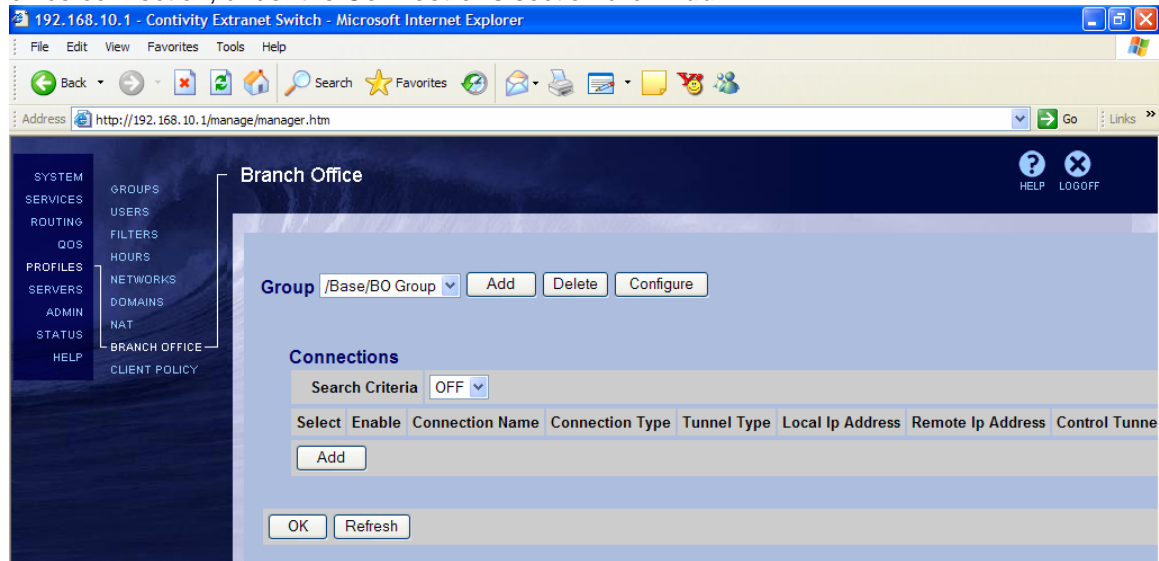 192.168.10.1 - Contivity Extranet Switch - Microsoft Internet Explorer
File Edit View Favorites Tools Help
Back Search Favorites
Address http://192.168.10.1/manage/manager.htm Go Links »
SYSTEM
SERVICES
ROUTING
QOS
PROFILES
SERVERS
ADMIN
STATUS
HELP
GROUPS
USERS
FILTERS
HOURS
NETWORKS
DOMAINS
NAT
BRANCH OFFICE
CLIENT POLICY
Branch Office
HELP LOGOFF
Group /Base/BO Group Add Delete Configure
Connections
Search Criteria OFF
Select Enable Connection Name Connection Type Tunnel Type Local Ip Address Remote Ip Address Control Tunne
Add
OK Refresh